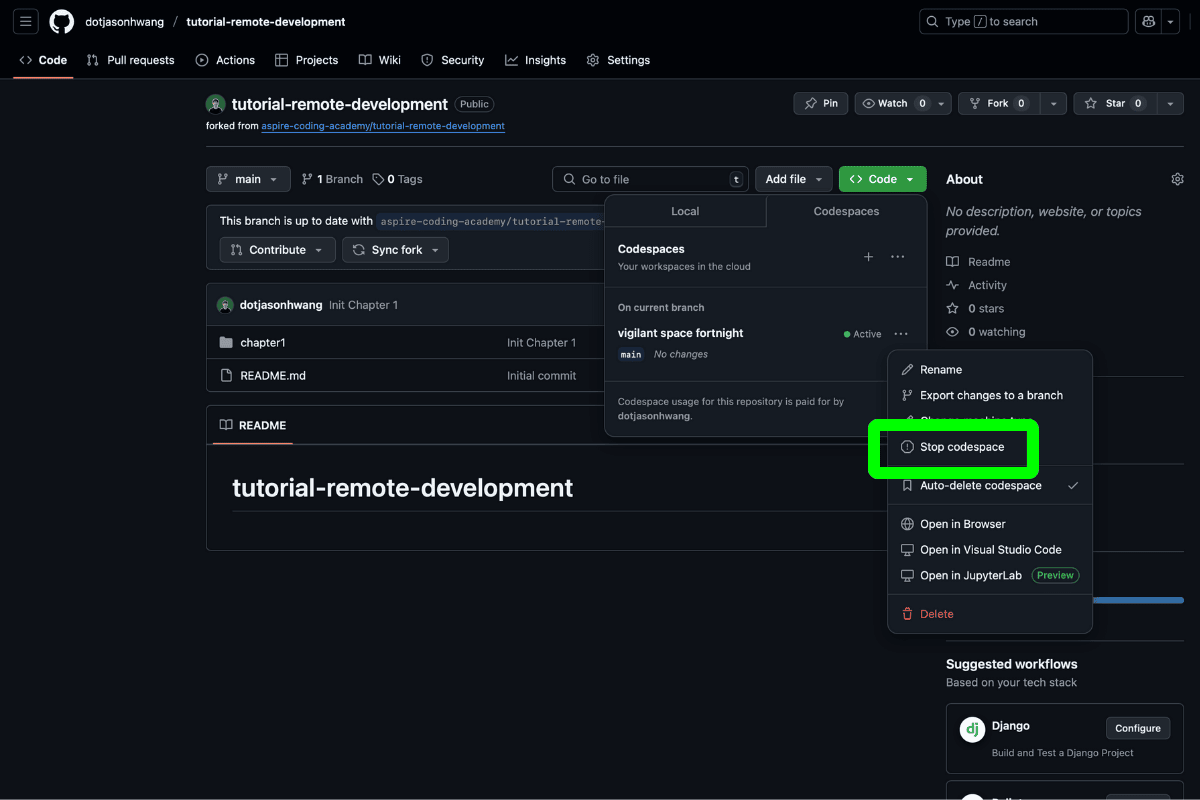 dotjasonhwang / tutorial-remote-development
Type / to search
Code Pull requests Actions Projects Wiki Security Insights Settings
tutorial-remote-development Public
Pin Watch 0 Fork 0 Star 0
forked from aspire-coding-academy/tutorial-remote-development
main 1 Branch 0 Tags Go to file t Add file Code
This branch is up to date with aspire-coding-academy/tutorial-remote-
Contribute Sync fork
dotjasonhwang Init Chapter 1
chapter1 Init Chapter 1
README.md Initial commit
README
tutorial-remote-development
Local Codespaces
Codespaces
Your workspaces in the cloud
On current branch
vigilant space fortnight Active
main No changes
Codespace usage for this repository is paid for by
dotjasonhwang.
Rename
Export changes to a branch
Stop codespace
Auto-delete codespace
Open in Browser
Open in Visual Studio Code
Open in JupyterLab Preview
Delete
About
No description, website, or topics
provided.
Readme
Activity
0 stars
0 watching
Suggested workflows
Based on your tech stack
dj Django Configure
Build and Test a Django Project